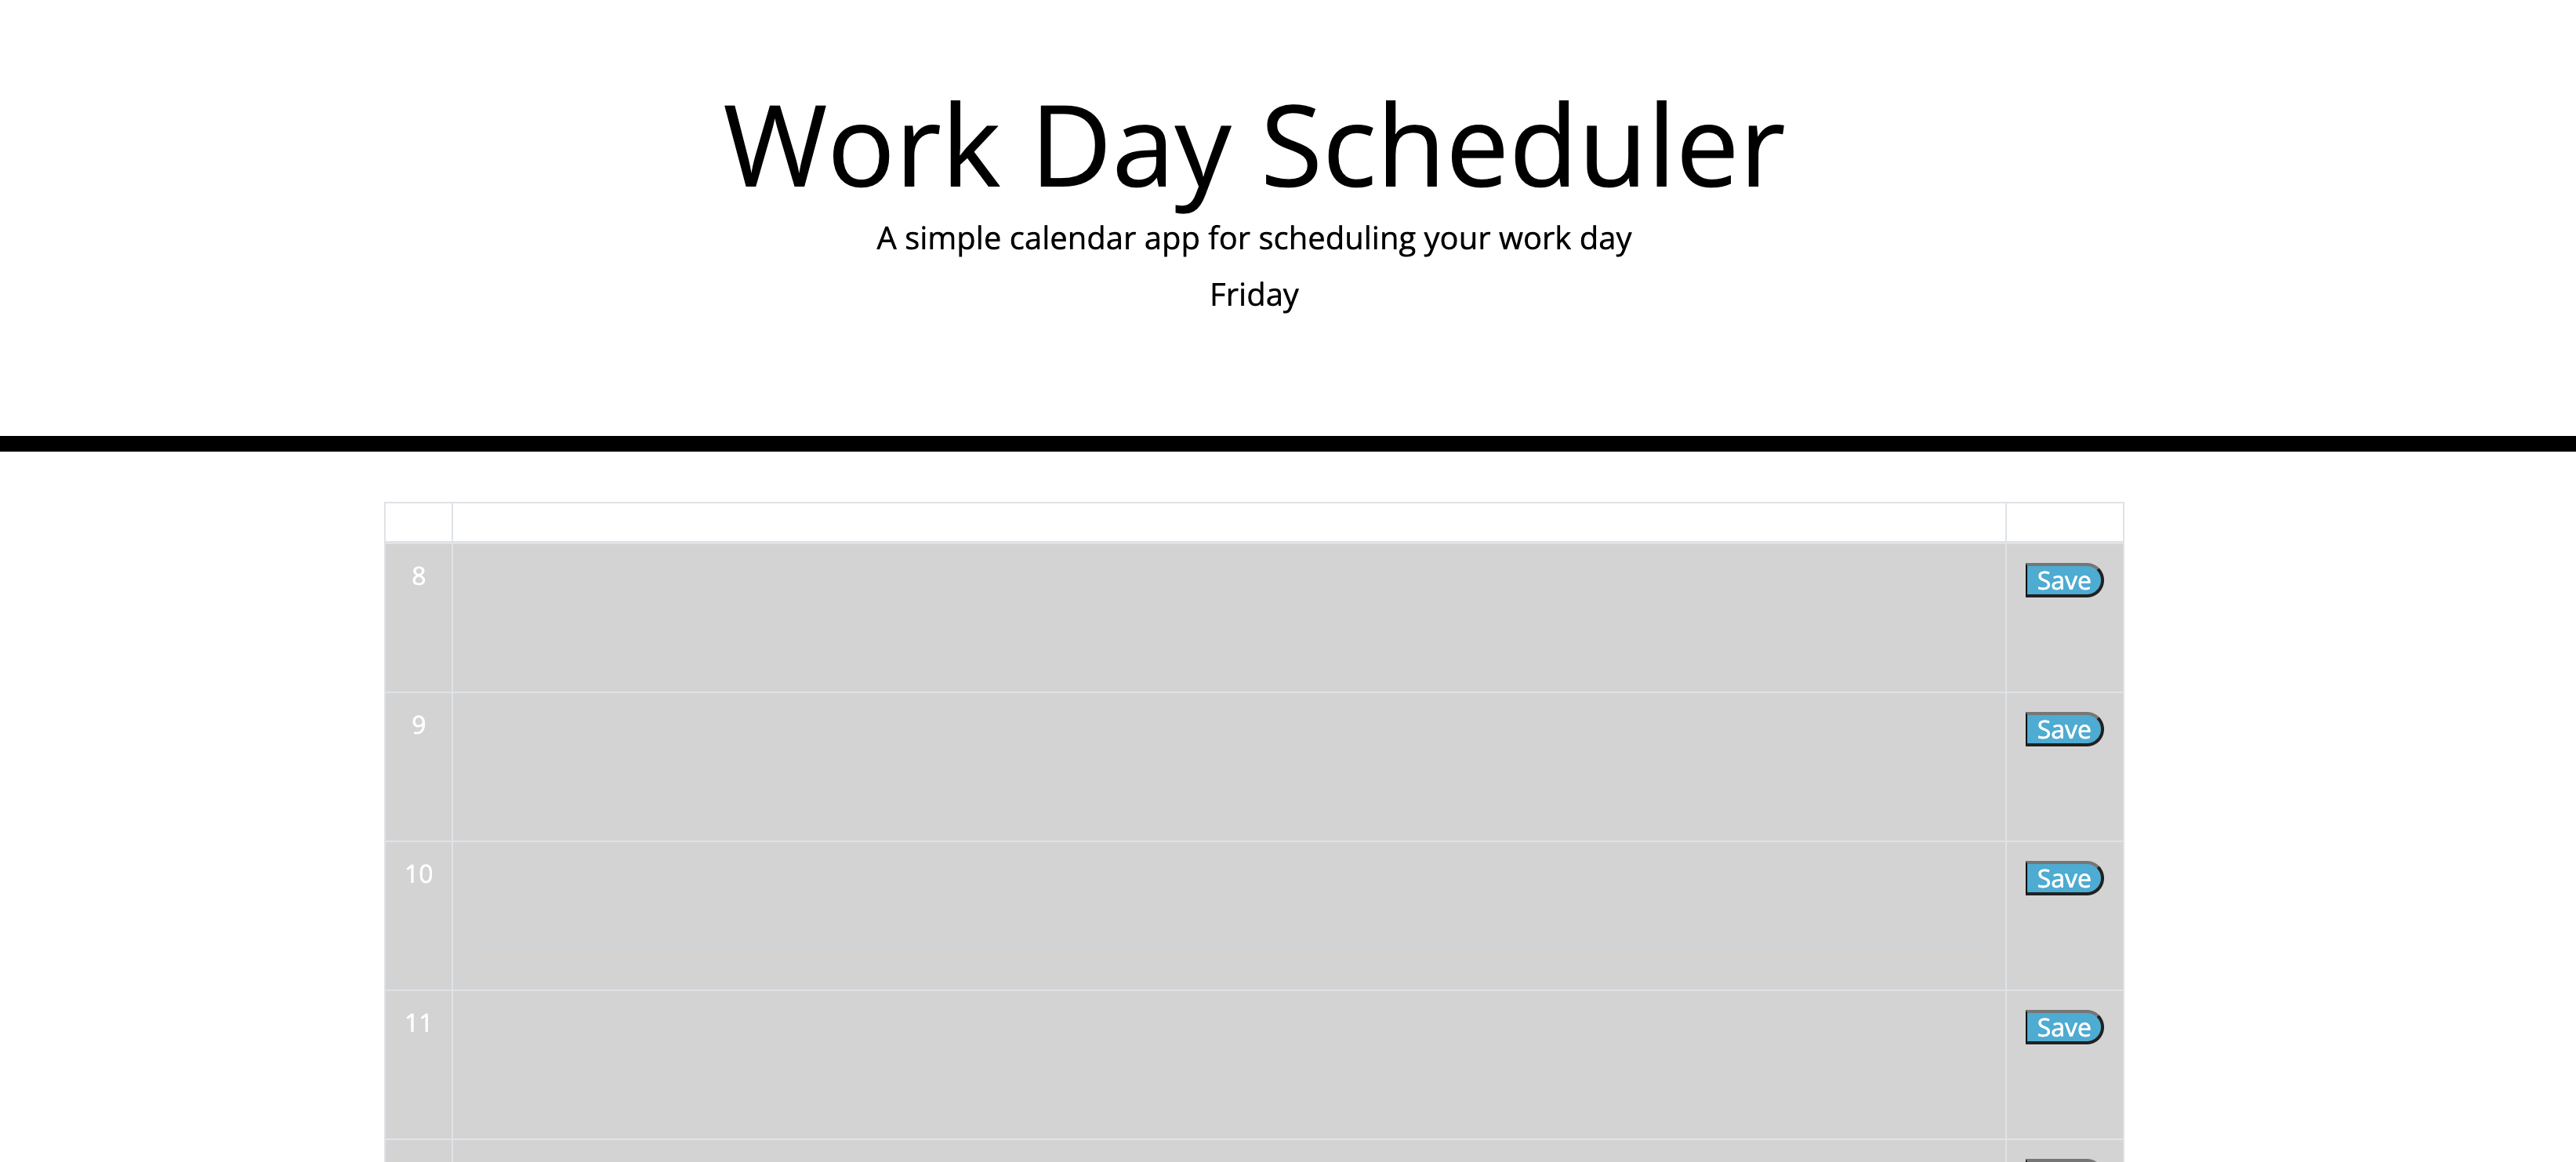 Work Day Scheduler
A simple calendar app for scheduling your work day
Friday
8 Save
9 Save
10 Save
11 Save